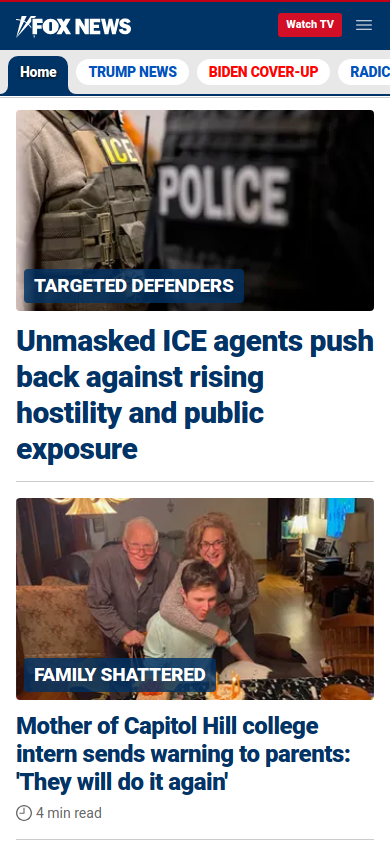 FOX NEWS
Watch TV
Home
TRUMP NEWS
BIDEN COVER-UP
RADIC
ICE
POLICE
TARGETED DEFENDERS
Unmasked ICE agents push
back against rising
hostility and public
exposure
FAMILY SHATTERED
Mother of Capitol Hill college
intern sends warning to parents:
'They will do it again'
4 min read